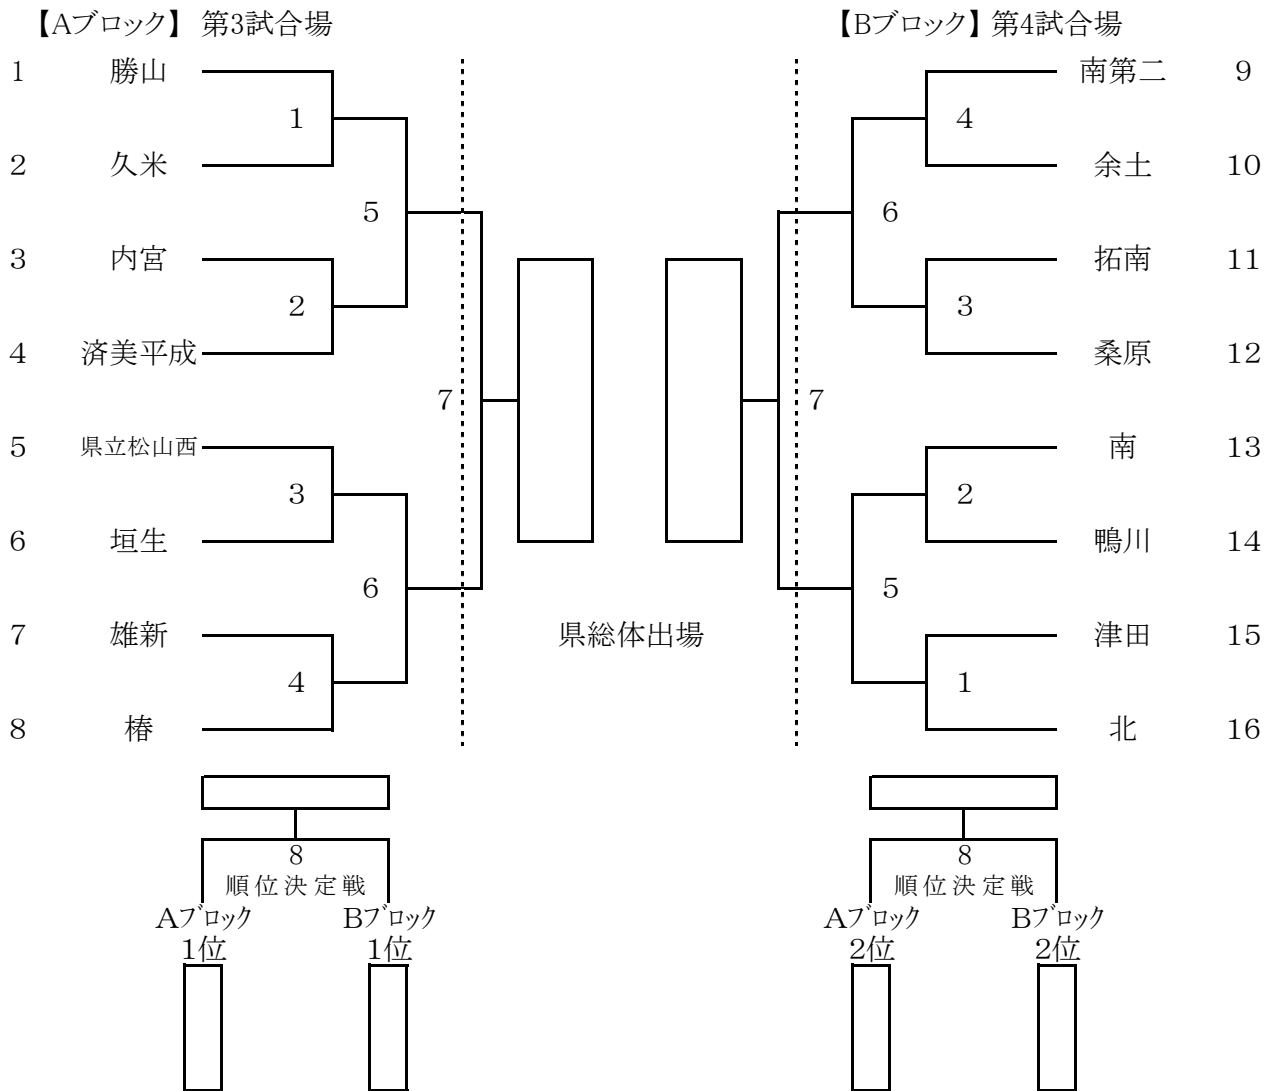 【Aブロック】 第3試合場
【Bブロック】 第4試合場
1 勝山
1
2 久米
5
3 内宮
2
4 済美平成
7
5 県立松山西
3
6 垣生
6
7 雄新
4
8 椿
県総体出場
南第二 9
4
余土 10
6
拓南 11
3
桑原 12
7
南 13
2
鴨川 14
5
津田 15
1
北 16
8
順位決定戦
Aブロック Bブロック
1位 1位
8
順位決定戦
Aブロック Bブロック
2位 2位